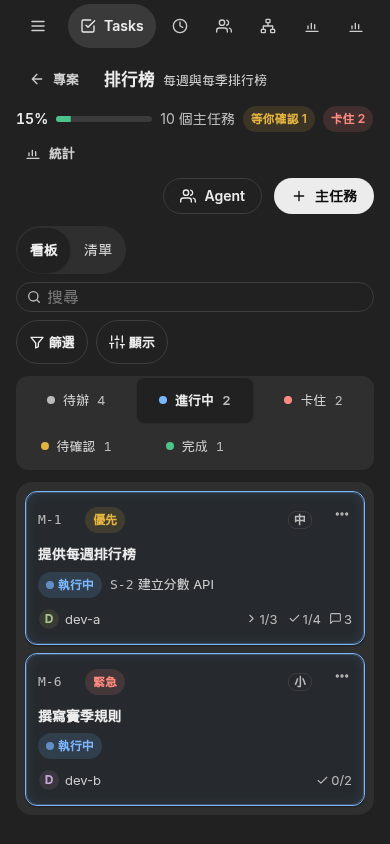 Tasks
專案 排行榜 每週與每季排行榜
15% 10 個主任務 等你確認 1 卡住 2
統計
Agent 主任務
看板 清單
搜尋
篩選 顯示
待辦 4 進行中 2 卡住 2
待確認 1 完成 1
M-1 優先 中
提供每週排行榜
執行中 S-2 建立分數 API
D dev-a 1/3 1/4 3
M-6 緊急 小
撰寫賽季規則
執行中
D dev-b 0/2